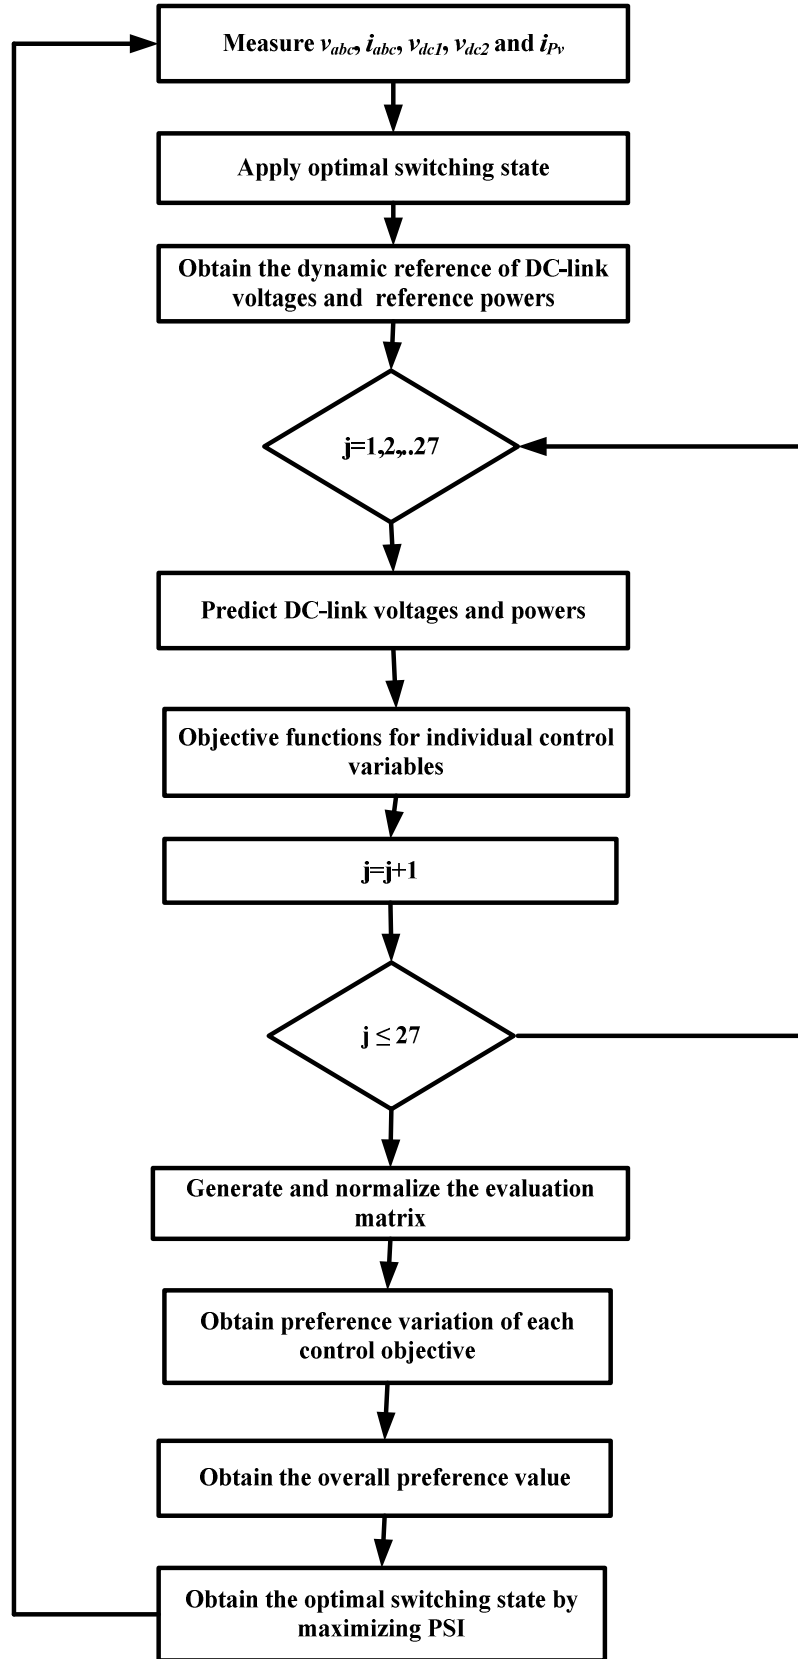 Measure vabc, iabc, vdc1, vdc2 and iPv
Apply optimal switching state
Obtain the dynamic reference of DC-link
voltages and reference powers
j=1,2,..27
Predict DC-link voltages and powers
Objective functions for individual control
variables
j=j+1
j ≤ 27
Generate and normalize the evaluation
matrix
Obtain preference variation of each
control objective
Obtain the overall preference value
Obtain the optimal switching state by
maximizing PSI